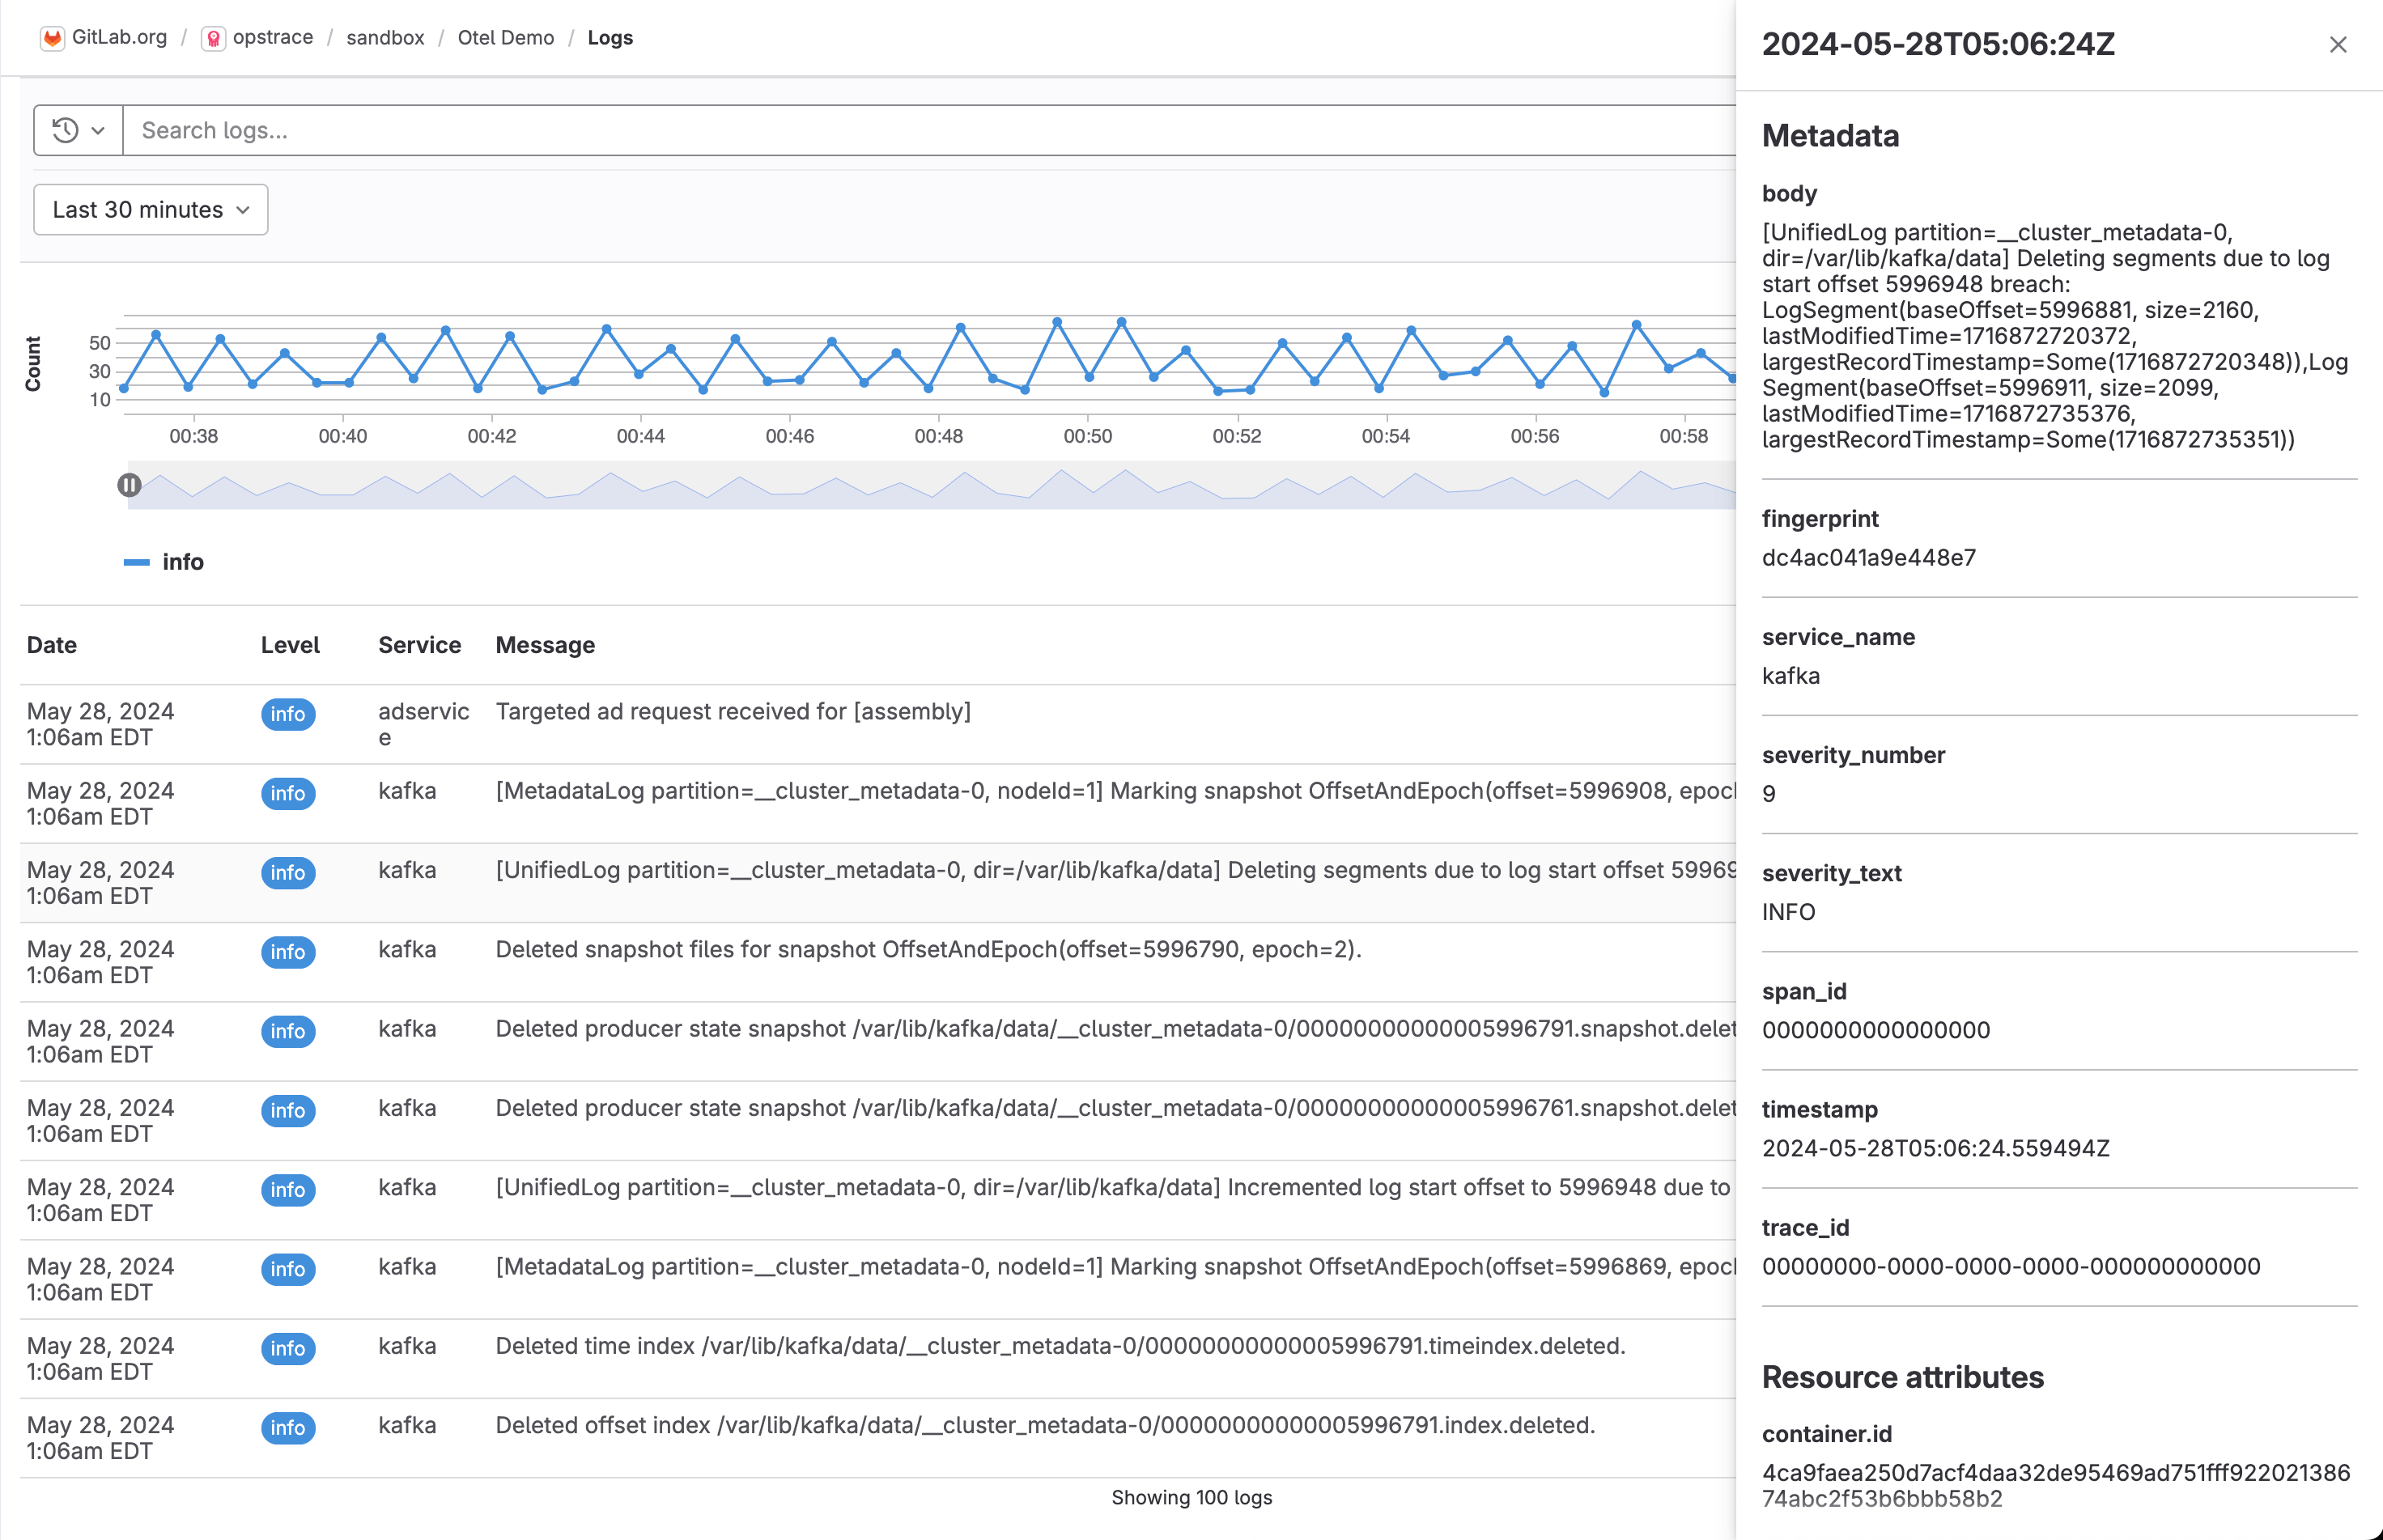 GitLab.org / opstrace / sandbox / Otel Demo / Logs
Search logs...
Last 30 minutes
Count
50
30
10
00:38 00:40 00:42 00:44 00:46 00:48 00:50 00:52 00:54 00:56 00:58
info
Date Level Service Message
May 28, 2024 info adservic Targeted ad request received for [assembly]
1:06am EDT e
May 28, 2024 info kafka [MetadataLog partition=__cluster_metadata-0, nodeId=1] Marking snapshot OffsetAndEpoch(offset=5996908, epoc
1:06am EDT
May 28, 2024 info kafka [UnifiedLog partition=__cluster_metadata-0, dir=/var/lib/kafka/data] Deleting segments due to log start offset 59969
1:06am EDT
May 28, 2024 info kafka Deleted snapshot files for snapshot OffsetAndEpoch(offset=5996790, epoch=2).
1:06am EDT
May 28, 2024 info kafka Deleted producer state snapshot /var/lib/kafka/data/__cluster_metadata-0/00000000000005996791.snapshot.delet
1:06am EDT
May 28, 2024 info kafka Deleted producer state snapshot /var/lib/kafka/data/__cluster_metadata-0/00000000000005996761.snapshot.delet
1:06am EDT
May 28, 2024 info kafka [UnifiedLog partition=__cluster_metadata-0, dir=/var/lib/kafka/data] Incremented log start offset to 5996948 due to
1:06am EDT
May 28, 2024 info kafka [MetadataLog partition=__cluster_metadata-0, nodeId=1] Marking snapshot OffsetAndEpoch(offset=5996869, epoc
1:06am EDT
May 28, 2024 info kafka Deleted time index /var/lib/kafka/data/__cluster_metadata-0/00000000000005996791.timeindex.deleted.
1:06am EDT
May 28, 2024 info kafka Deleted offset index /var/lib/kafka/data/__cluster_metadata-0/00000000000005996791.index.deleted.
1:06am EDT
Showing 100 logs
2024-05-28T05:06:24Z
Metadata
body
[UnifiedLog partition=__cluster_metadata-0,
dir=/var/lib/kafka/data] Deleting segments due to log
start offset 5996948 breach:
LogSegment(baseOffset=5996881, size=2160,
lastModifiedTime=1716872720372,
largestRecordTimestamp=Some(1716872720348)),Log
Segment(baseOffset=5996911, size=2099,
lastModifiedTime=1716872735376,
largestRecordTimestamp=Some(1716872735351))
fingerprint
dc4ac041a9e448e7
service_name
kafka
severity_number
9
severity_text
INFO
span_id
0000000000000000
timestamp
2024-05-28T05:06:24.559494Z
trace_id
00000000-0000-0000-0000-000000000000
Resource attributes
container.id
4ca9faea250d7acf4daa32de95469ad751fff922021386
74abc2f53b6bbb58b2